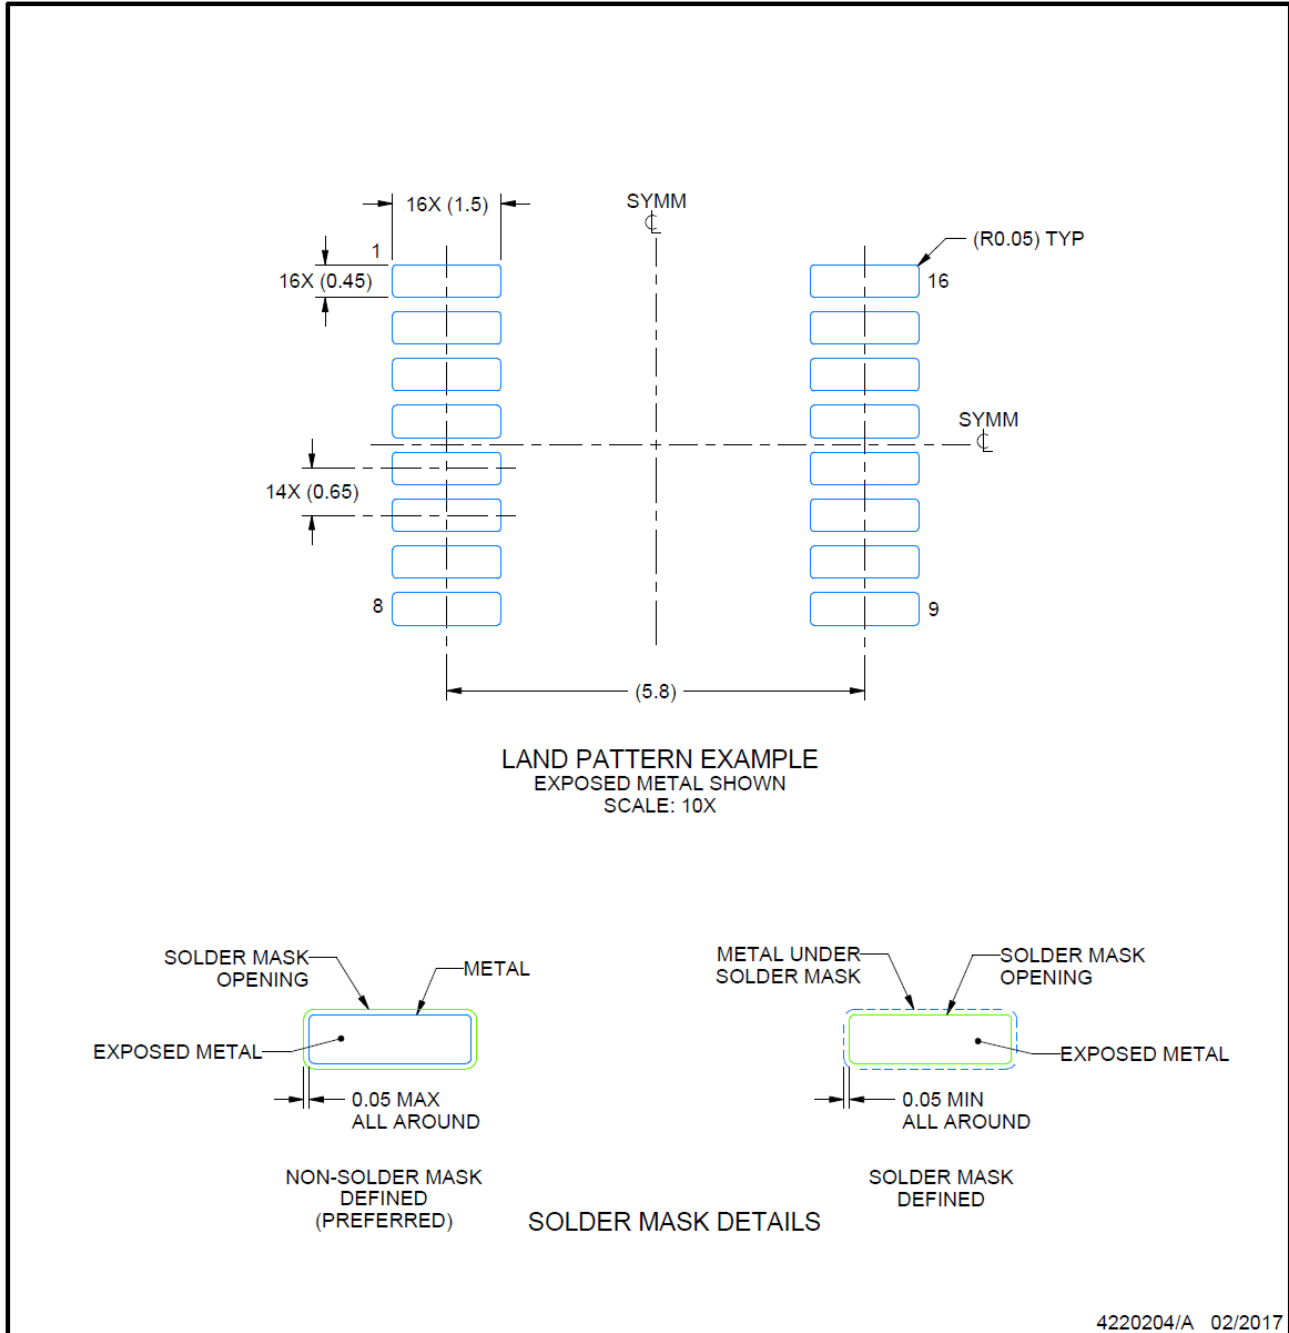 16X (1.5)
SYMM
(R0.05) TYP
1
16X (0.45)
16
SYMM
14X (0.65)
8
9
(5.8)
LAND PATTERN EXAMPLE
EXPOSED METAL SHOWN
SCALE: 10X
SOLDER MASK
OPENING
METAL
EXPOSED METAL
0.05 MAX
ALL AROUND
NON-SOLDER MASK
DEFINED
(PREFERRED)
METAL UNDER
SOLDER MASK
SOLDER MASK
OPENING
EXPOSED METAL
0.05 MIN
ALL AROUND
SOLDER MASK
DEFINED
SOLDER MASK DETAILS
4220204/A 02/2017